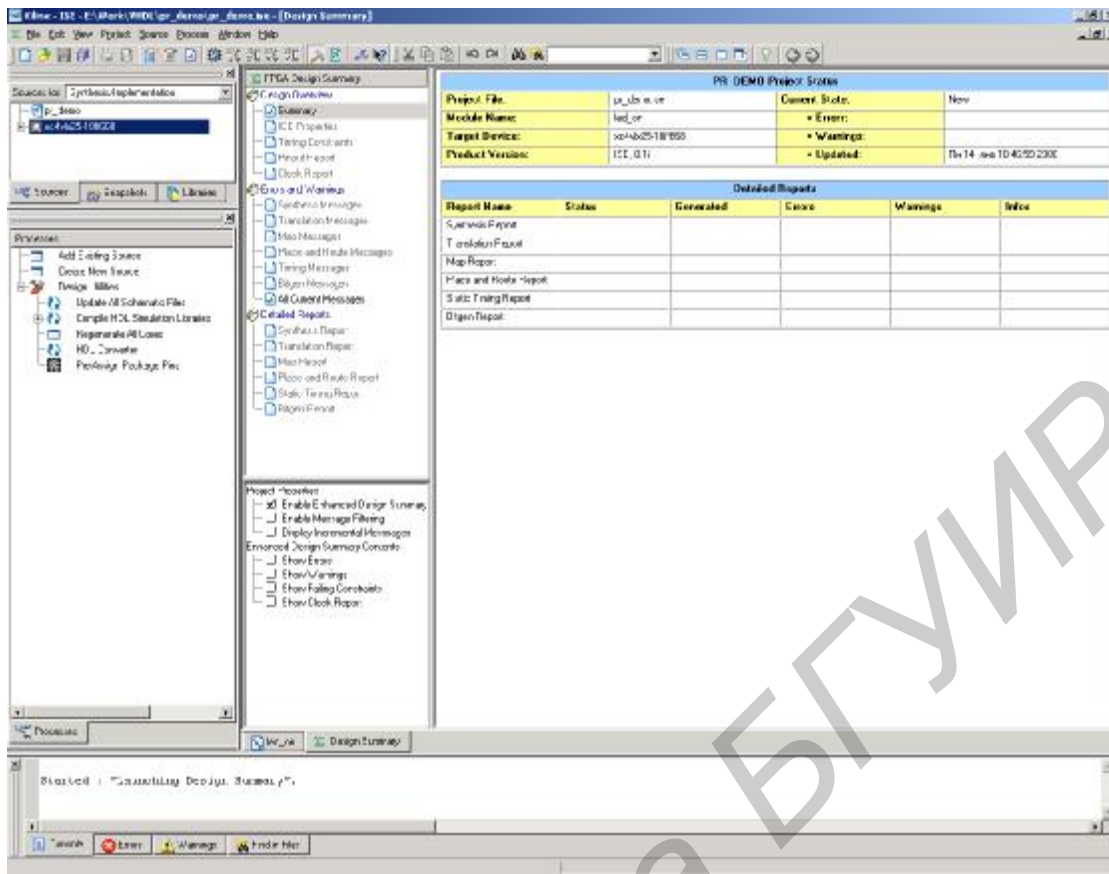 Xilinx - ISE - E:\Work\VHDL\pr_demo\pr_demo.ise - [Design Summary]
File Edit View Project Source Process Window Help
Sources for: Synthesis/Implementation
pr_demo
Sources Snapshots Libraries
Processes
Add Existing Source
Create New Source
Design Utilities
Update All Schematic Files
Compile HDL Simulation Libraries
Regenerate All Cores
HDL Converter
Pre-Assign Package Pins
Processes
FPGA Design Summary
Design Overview
Summary
IOB Properties
Timing Constraints
Pinout Report
Clock Report
Errors and Warnings
Synthesis Messages
Translation Messages
Map Messages
Place and Route Messages
Timing Messages
Bitgen Messages
All Current Messages
Detailed Reports
Synthesis Report
Translation Report
Map Report
Place and Route Report
Static Timing Report
Bitgen Report
Project Properties
Enable Enhanced Design Summary
Enable Message Filtering
Display Incremental Messages
Enhanced Design Summary Contents
Show Errors
Show Warnings
Show Failing Constraints
Show Clock Report
Design Summary
PR_DEMO Project Status
Project File: pr_demo.ise Current State: New
Module Name: • Errors:
Target Device: • Warnings:
Product Version: • Updated:
Detailed Reports
Report Name Status Generated Errors Warnings Infos
Synthesis Report
Translation Report
Map Report
Place and Route Report
Static Timing Report
Bitgen Report
Started : "Launching Design Summary".
Console Errors Warnings Find in Files
БГУИР